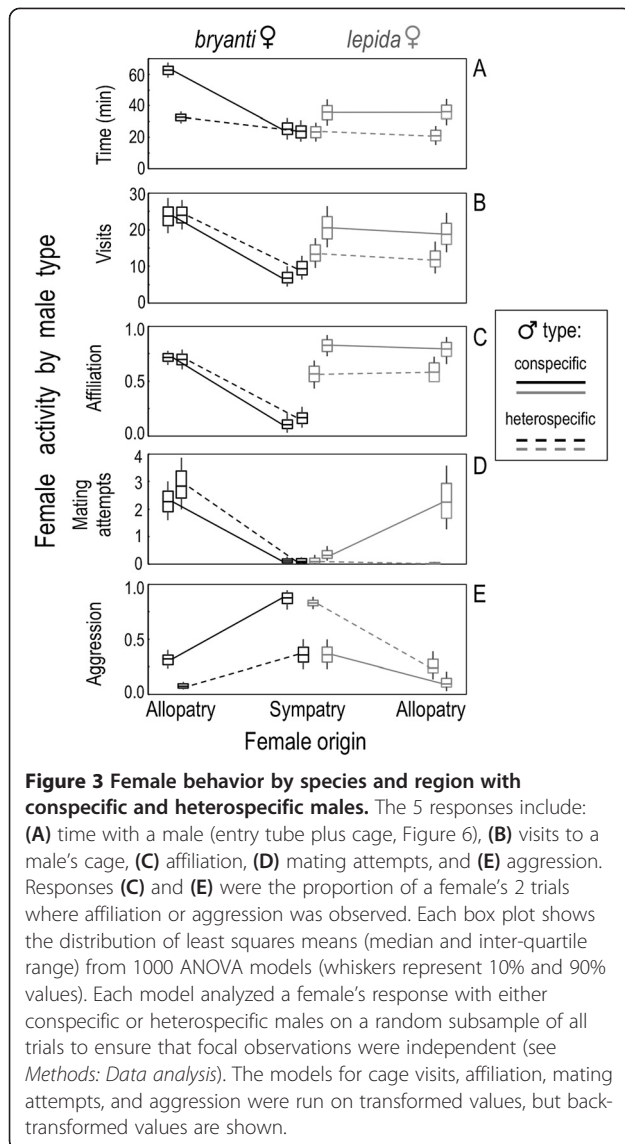 bryanti ♀ lepida ♀
A
Time (min)
60
40
20
0
B
Visits
30
20
10
0
C
Affiliation
1.0
0.5
0.0
D
Mating
attempts
4
3
2
1
0
E
Aggression
1.0
0.5
0.0
Female activity by male type
Allopatry Sympatry Allopatry
Female origin
♂ type:
conspecific
heterospecific
Figure 3 Female behavior by species and region with
conspecific and heterospecific males. The 5 responses include:
(A) time with a male (entry tube plus cage, Figure 6), (B) visits to a
male's cage, (C) affiliation, (D) mating attempts, and (E) aggression.
Responses (C) and (E) were the proportion of a female's 2 trials
where affiliation or aggression was observed. Each box plot shows
the distribution of least squares means (median and inter-quartile
range) from 1000 ANOVA models (whiskers represent 10% and 90%
values). Each model analyzed a female's response with either
conspecific or heterospecific males on a random subsample of all
trials to ensure that focal observations were independent (see
Methods: Data analysis). The models for cage visits, affiliation, mating
attempts, and aggression were run on transformed values, but back-
transformed values are shown.